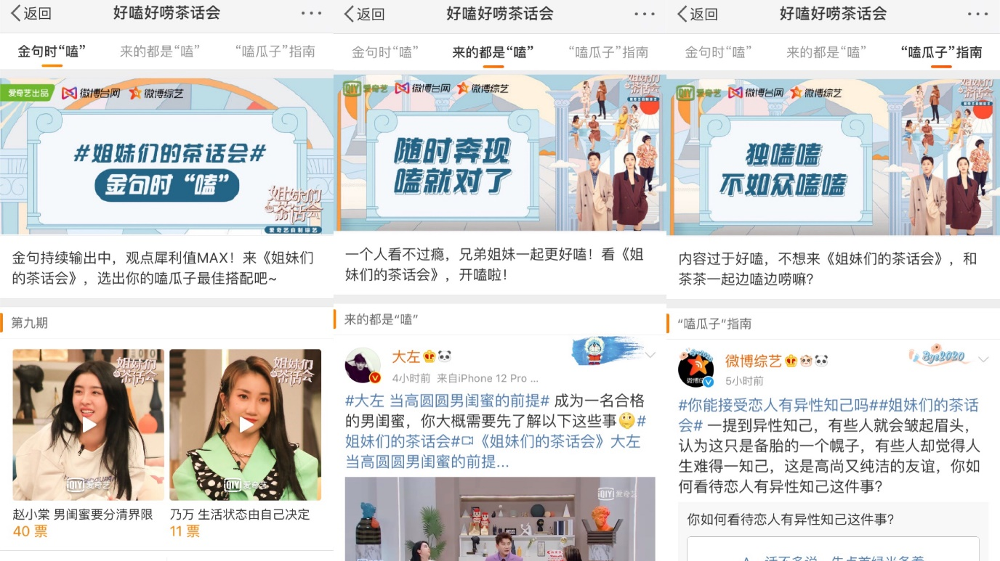 返回
好嗑好唠茶话会
金句时“嗑”
来的都是“嗑”
“嗑瓜子”指南
爱奇艺出品
微博台网
微博综艺
#姐妹们的茶话会#
金句时“嗑”
姐妹们的茶话会
爱奇艺自制综艺
金句持续输出中，观点犀利值MAX！来《姐妹们
的茶话会》，选出你的嗑瓜子最佳搭配吧~
第九期
姐妹们的茶话会
姐妹们的茶话会
iQIYI 爱奇艺
iQIYI 爱奇艺
赵小棠 男闺蜜要分清界限
乃万 生活状态由自己决定
40 票
11 票
返回
好嗑好唠茶话会
金句时“嗑”
来的都是“嗑”
“嗑瓜子”指南
iQIYI 爱奇艺
微博台网
微博综艺
姐妹们的茶话会
随时奔现
嗑就对了
一个人看不过瘾，兄弟姐妹一起更好嗑！看《姐
妹们的茶话会》，开嗑啦！
来的都是“嗑”
大左
4小时前 来自iPhone 12 Pro ...
#大左 当高圆圆男闺蜜的前提# 成为一名合格
的男闺蜜，你大概需要先了解以下这些事#
姐妹们的茶话会#《姐妹们的茶话会》大左
当高圆圆男闺蜜的前提...
iQIYI 爱奇艺
返回
好嗑好唠茶话会
金句时“嗑”
来的都是“嗑”
“嗑瓜子”指南
iQIYI 爱奇艺
微博台网
微博综艺
姐妹们的茶话会
独嗑嗑
不如众嗑嗑
内容过于好嗑，不想来《姐妹们的茶话会》，和
茶茶一起边嗑边唠嘛？
“嗑瓜子”指南
微博综艺
Bye2020
5小时前
#你能接受恋人有异性知己吗##姐妹们的茶话
会# 一提到异性知己，有些人就会皱起眉头，
认为这只是备胎的一个幌子，有些人却觉得人
生难得一知己，这是高尚又纯洁的友谊，你如
何看待恋人有异性知己这件事？
你如何看待恋人有异性知己这件事？